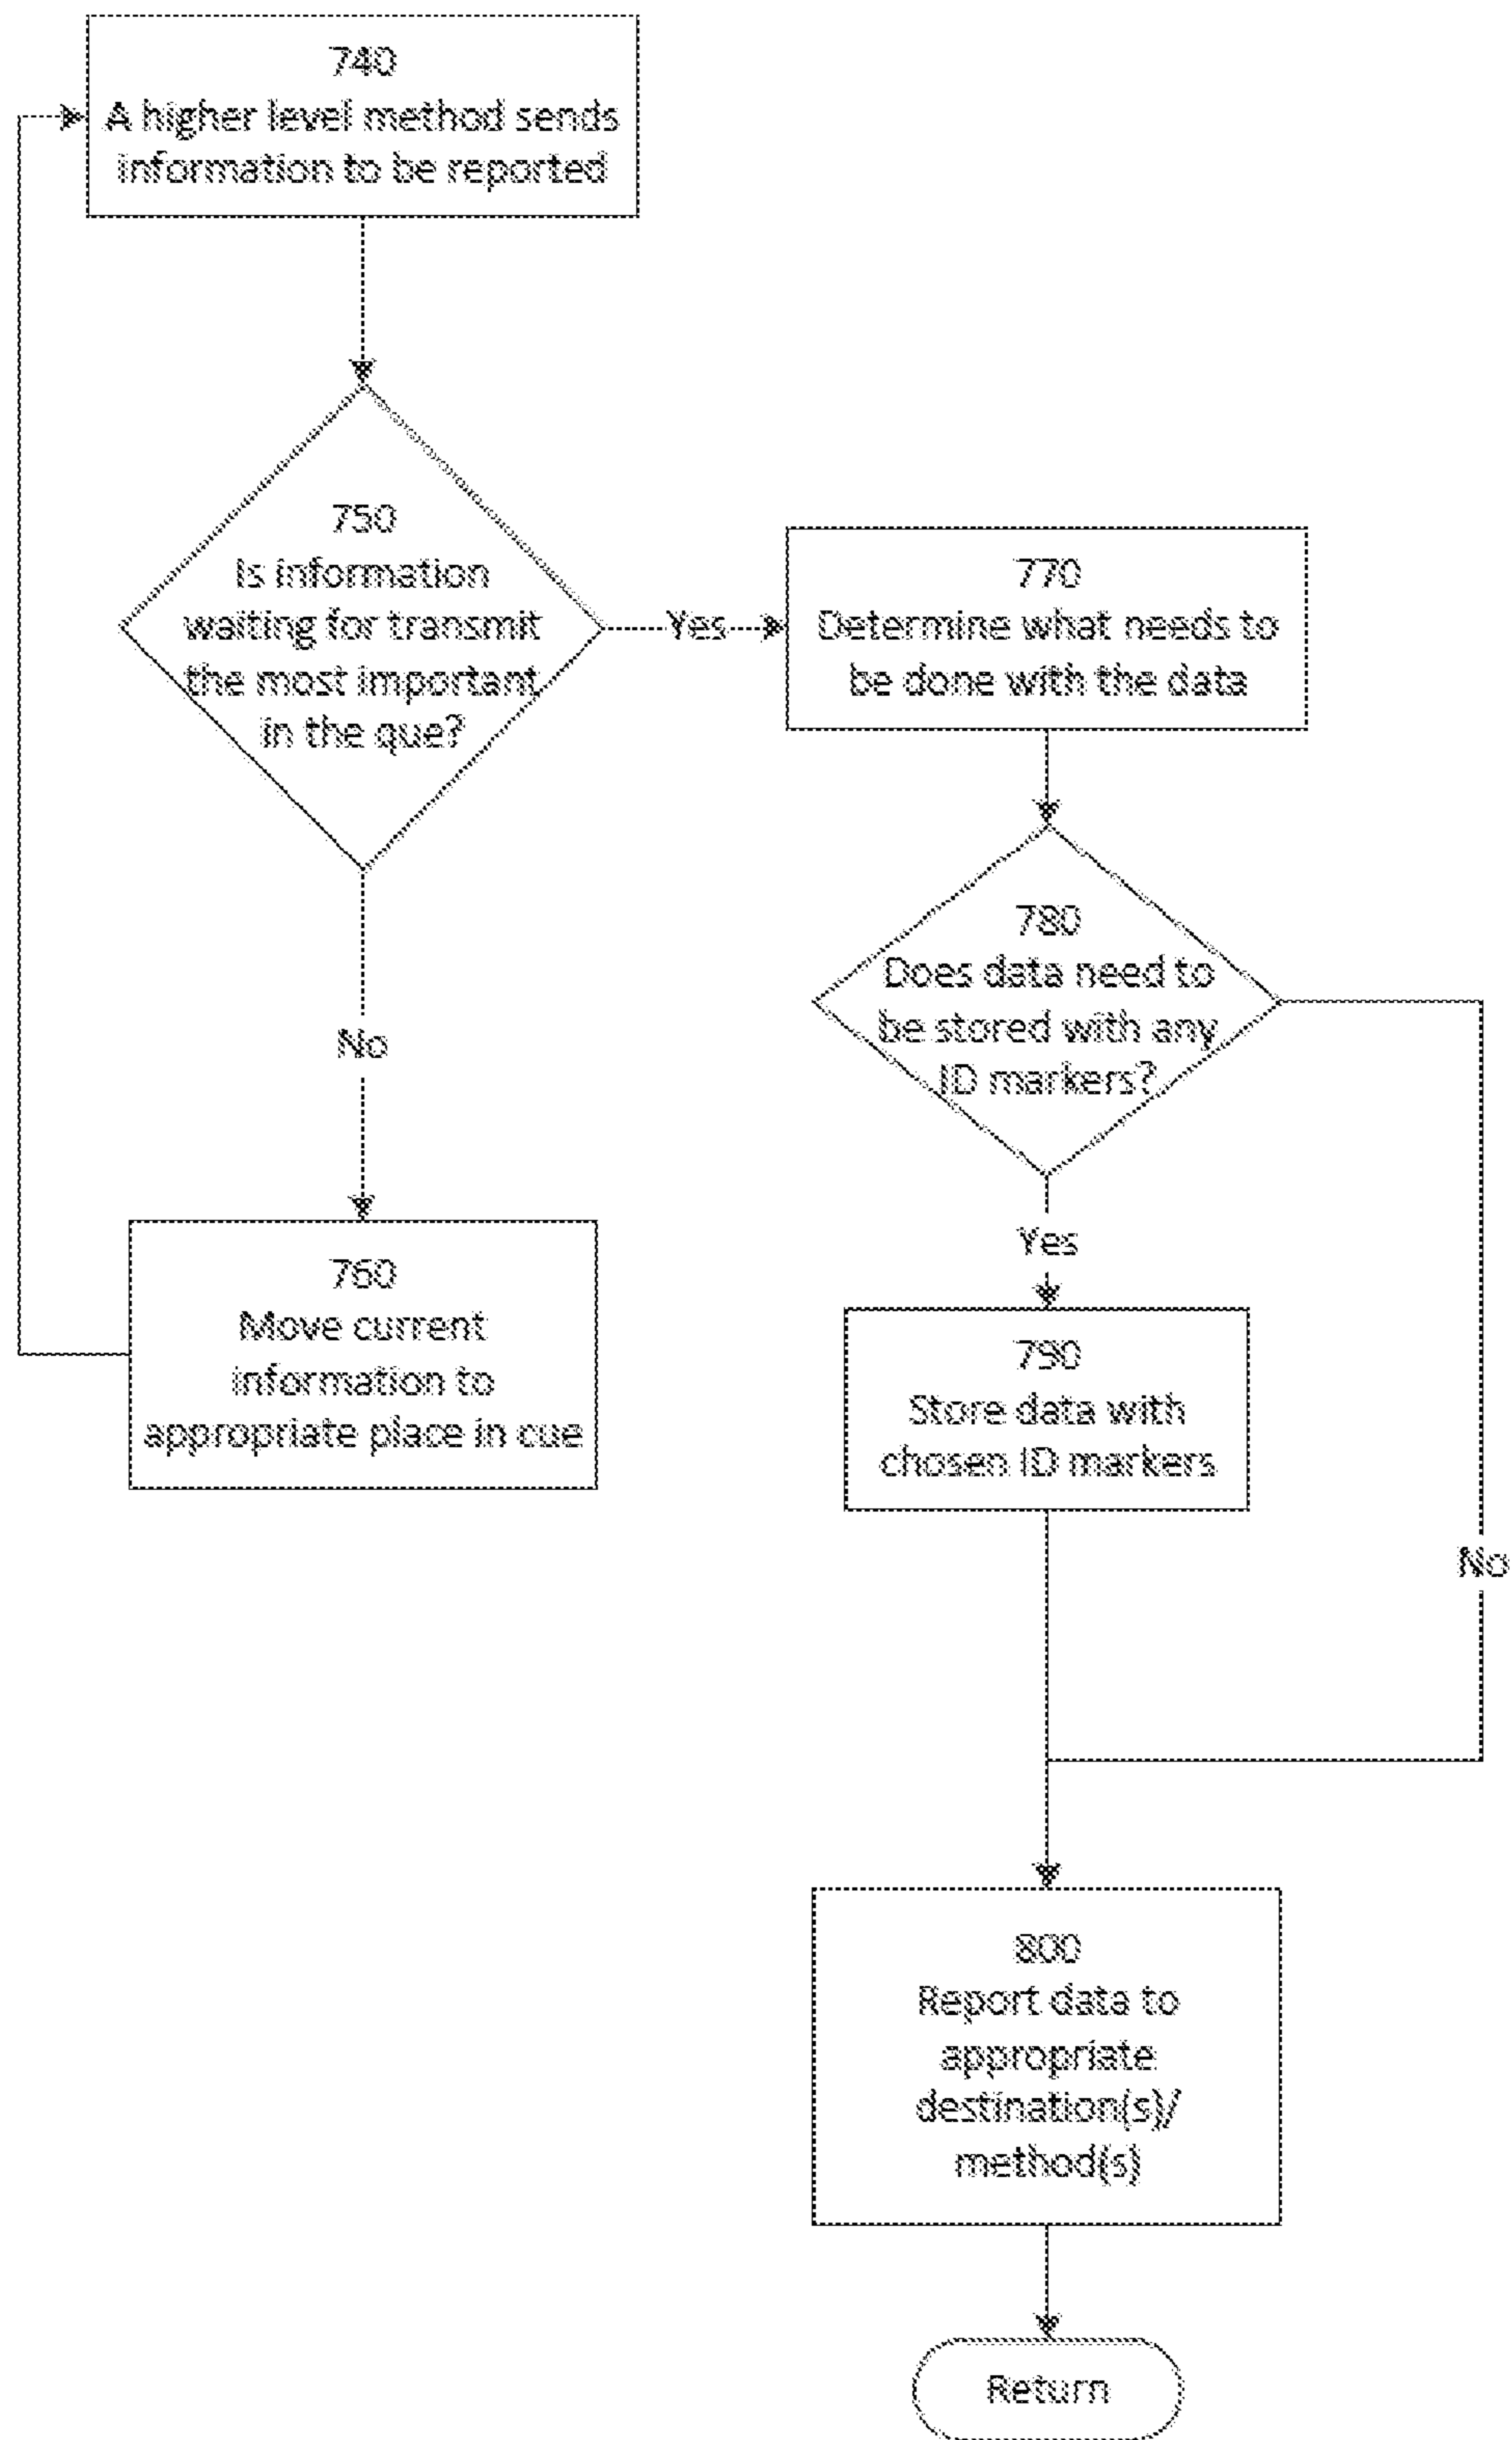 740
A higher level method sends
information to be reported
750
Is information
waiting for transmit
the most important
in the que?
Yes
770
Determine what needs to
be done with the data
780
Does data need to
be stored with any
ID markers?
No
Yes
760
Move current
information to
appropriate place in cue
790
Store data with
chosen ID markers
No
800
Report data to
appropriate
destination(s)/
method(s)
Return